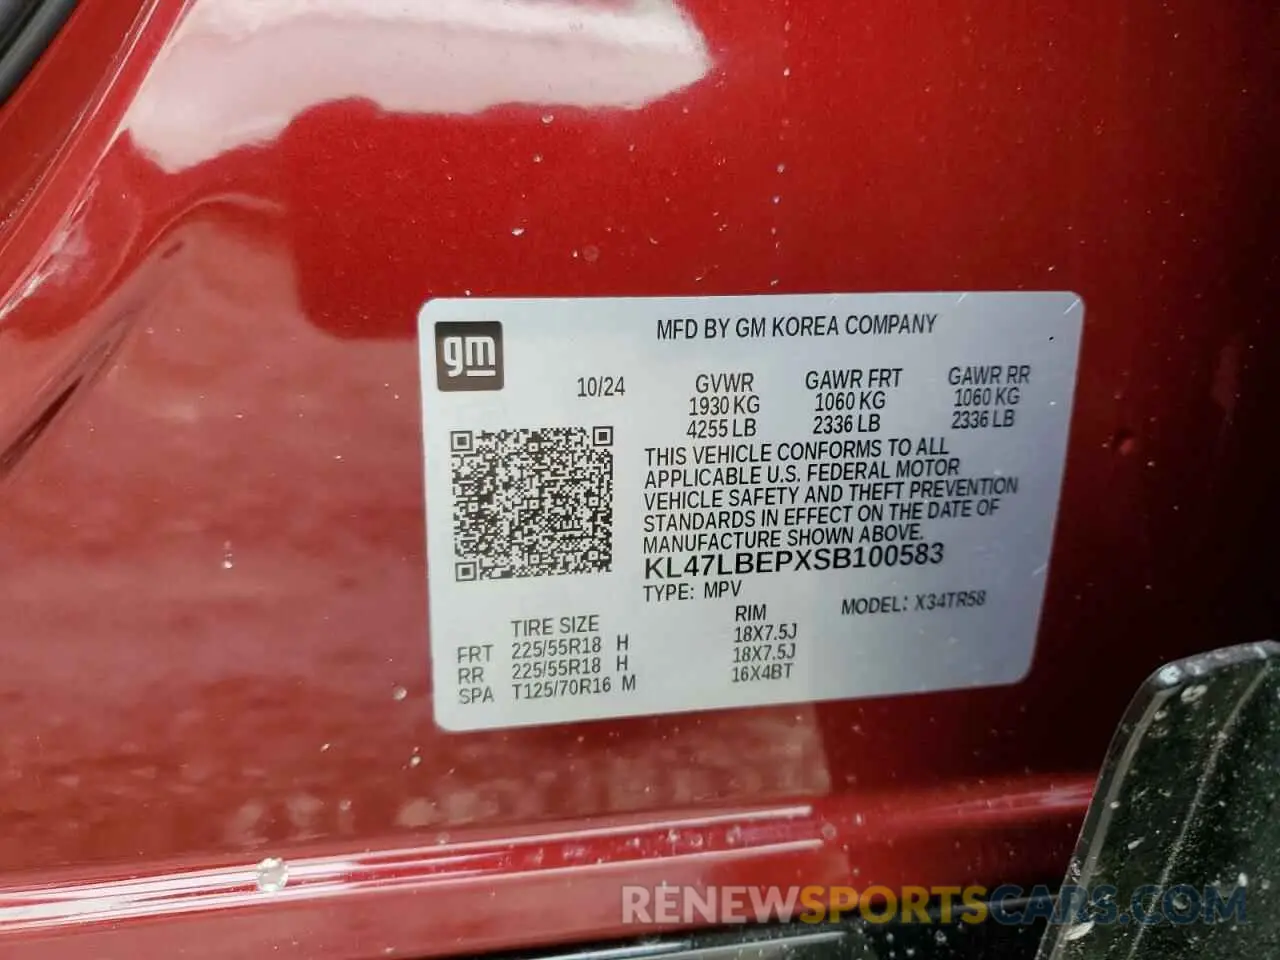 MFD BY GM KOREA COMPANY
gm
10/24
GVWR GAWR FRT GAWR RR
1930 KG 1060 KG 1060 KG
4255 LB 2336 LB 2336 LB
THIS VEHICLE CONFORMS TO ALL
APPLICABLE U.S. FEDERAL MOTOR
VEHICLE SAFETY AND THEFT PREVENTION
STANDARDS IN EFFECT ON THE DATE OF
MANUFACTURE SHOWN ABOVE.
KL47LBEPXSB100583
TYPE: MPV MODEL: X34TR58
TIRE SIZE RIM
FRT 225/55R18 H 18X7.5J
RR 225/55R18 H 18X7.5J
SPA T125/70R16 M 16X4BT
RENEWSPORTSCARS.COM